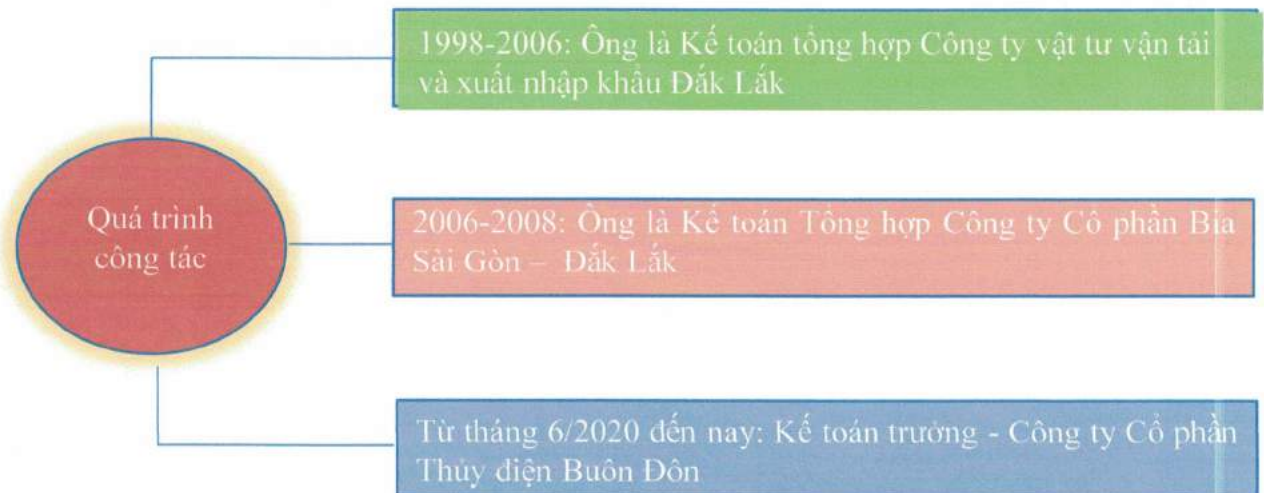 1998-2006: Ông là Kế toán tổng hợp Công ty vật tư vận tải
và xuất nhập khẩu Đắk Lắk
Quá trình
công tác
2006-2008: Ông là Kế toán Tổng hợp Công ty Cổ phần Bia
Sài Gòn – Đắk Lắk
Từ tháng 6/2020 đến nay: Kế toán trưởng - Công ty Cổ phần
Thủy điện Buôn Đôn